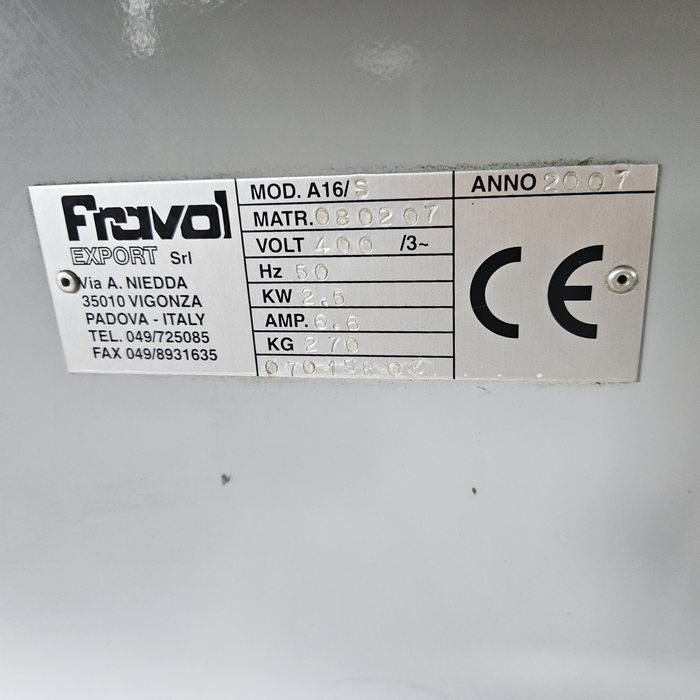 Fravol
EXPORT Srl
Via A. NIEDDA
35010 VIGONZA
PADOVA - ITALY
TEL. 049/725085
FAX 049/8931635
MOD. A16/S
MATR. 080207
VOLT 400 /3~
Hz 50
KW 2.5
AMP. 6.6
KG 270
ANNO 2007
CE